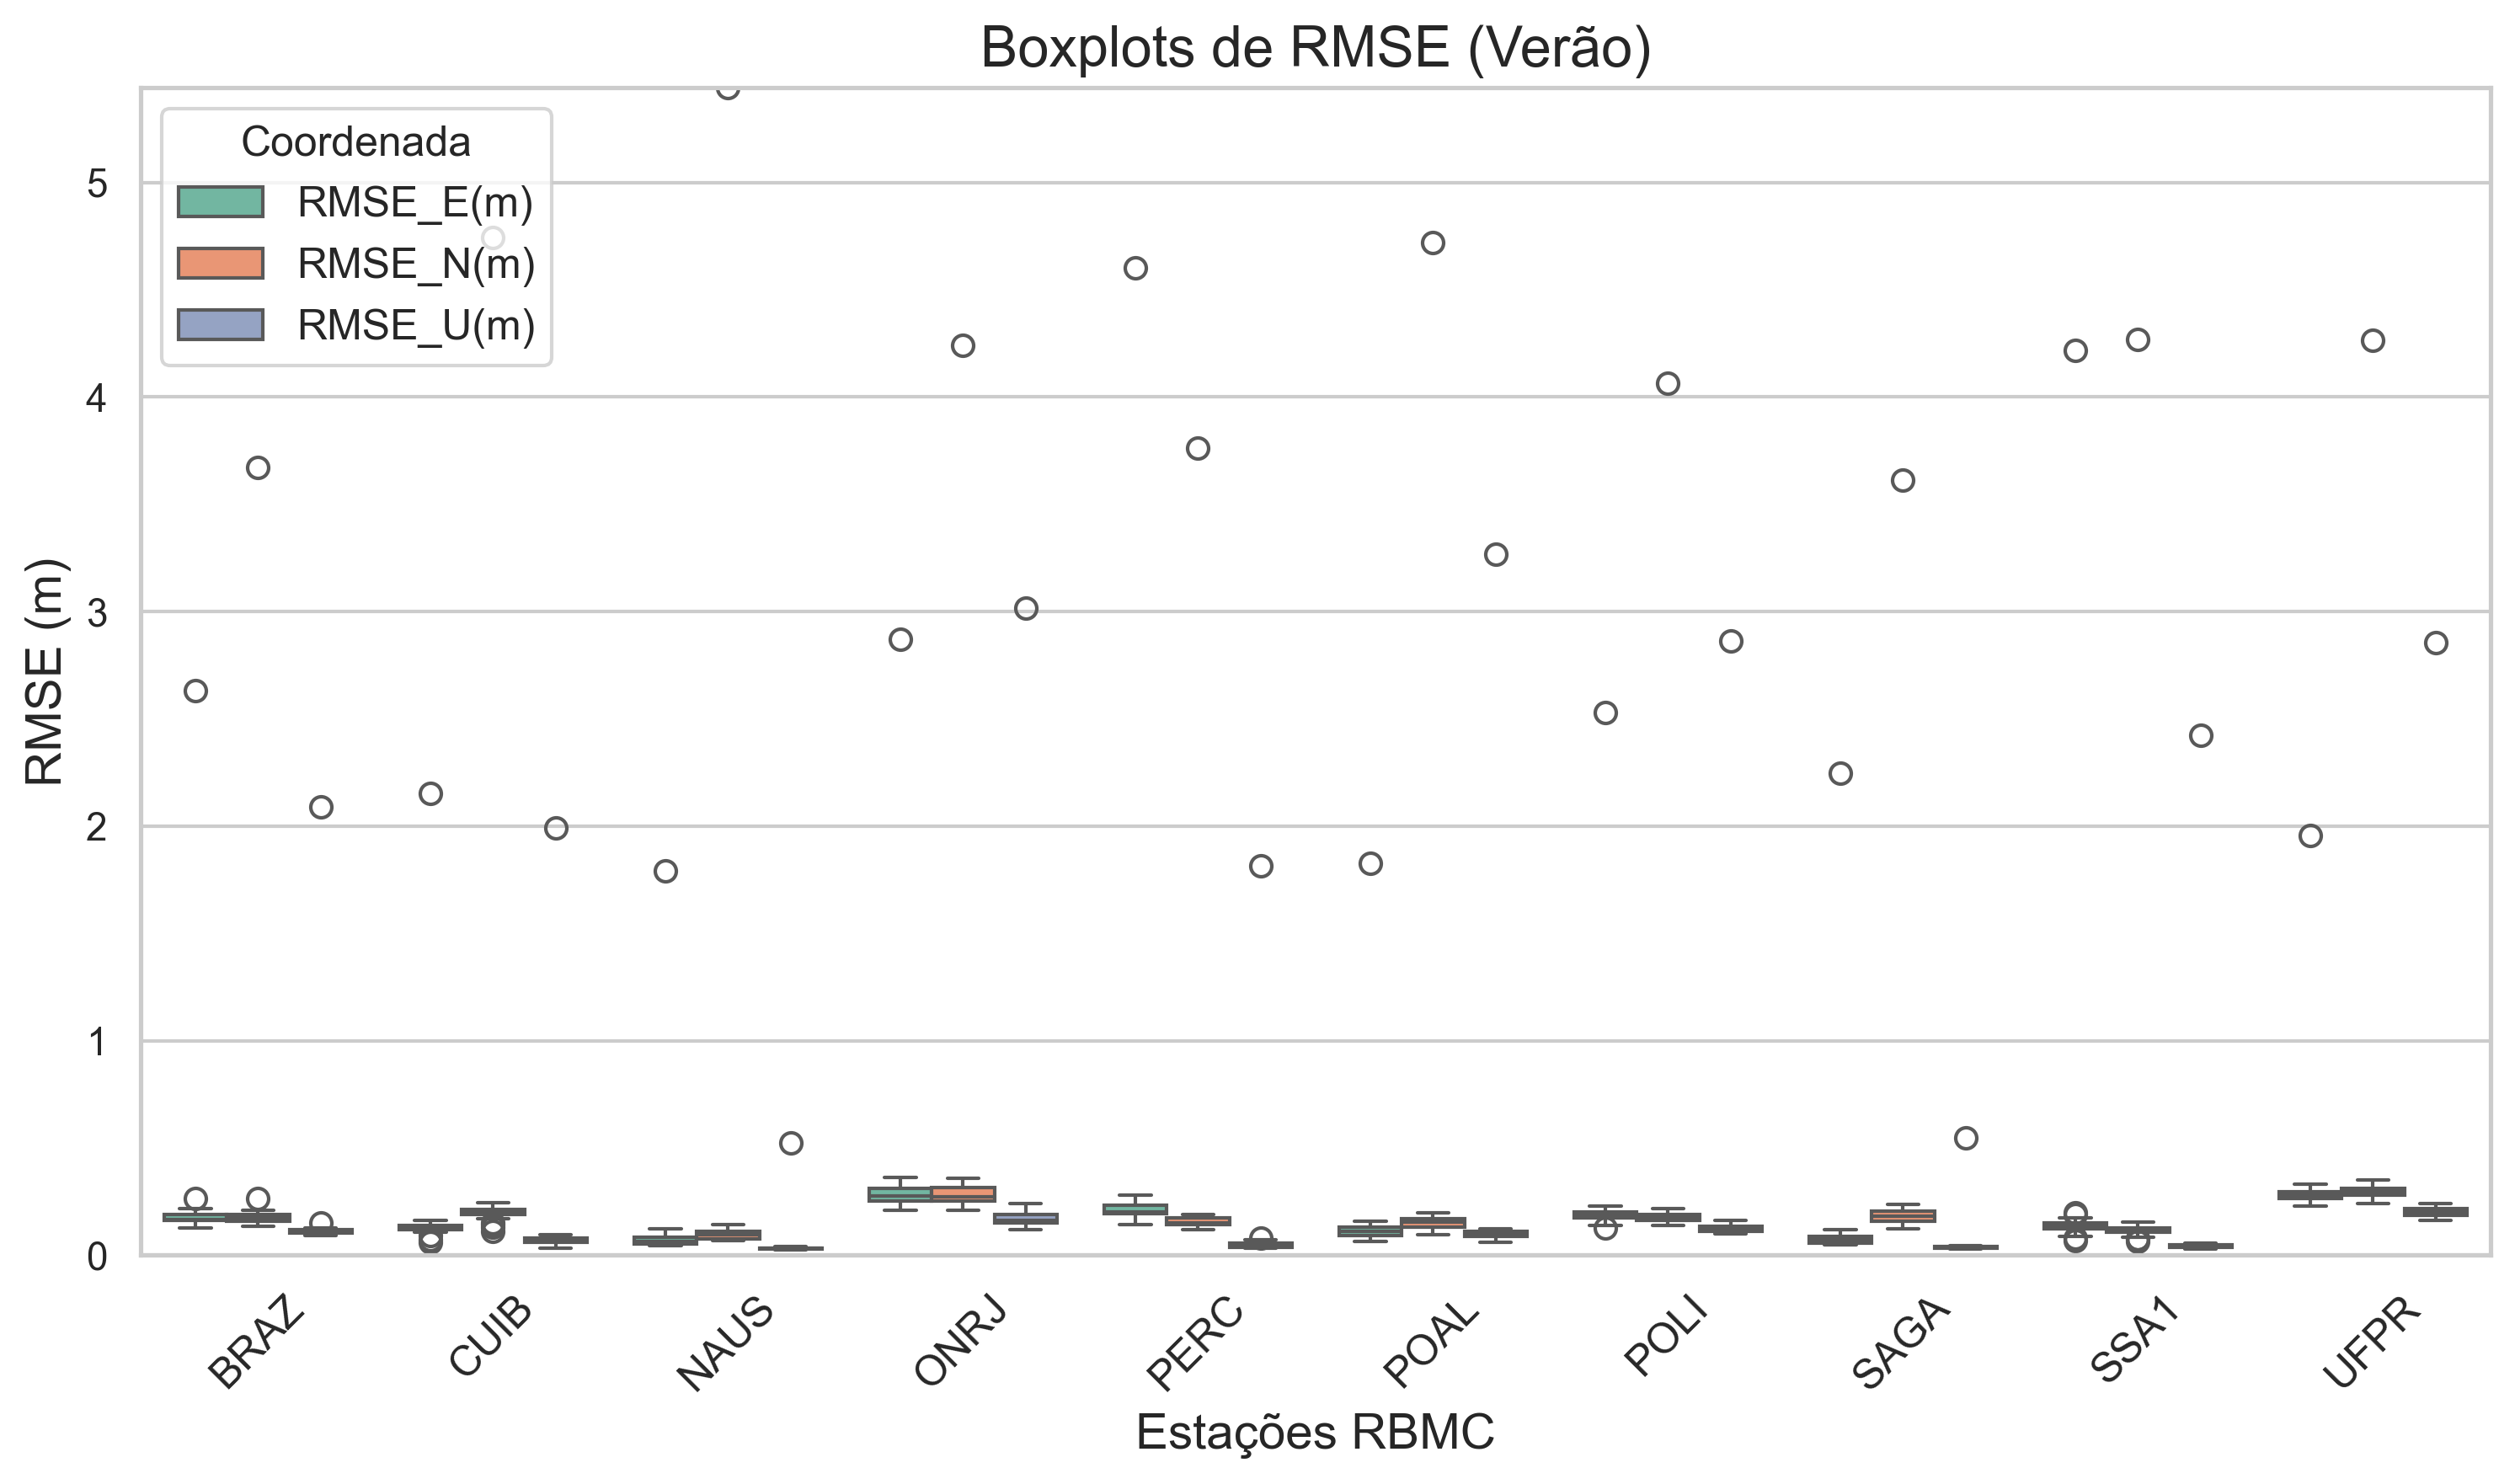 Boxplots de RMSE (Verão)
Coordenada
RMSE_E(m)
RMSE_N(m)
RMSE_U(m)
RMSE (m)
5
4
3
2
1
0
BRAZ
CUIB
NAUS
ONRJ
PERC
POAL
POLI
SAGA
SSA1
UFPR
Estações RBMC